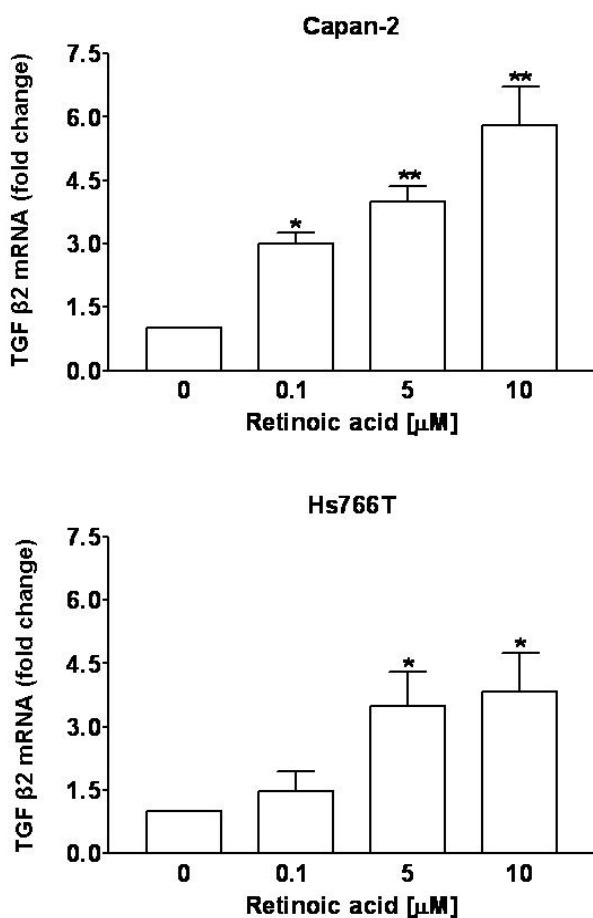 Capan-2
TGF β2 mRNA (fold change)
7.5
6.0
4.5
3.0
1.5
0.0
*
**
**
0 0.1 5 10
Retinoic acid [μM]
Hs766T
TGF β2 mRNA (fold change)
7.5
6.0
4.5
3.0
1.5
0.0
*
*
0 0.1 5 10
Retinoic acid [μM]